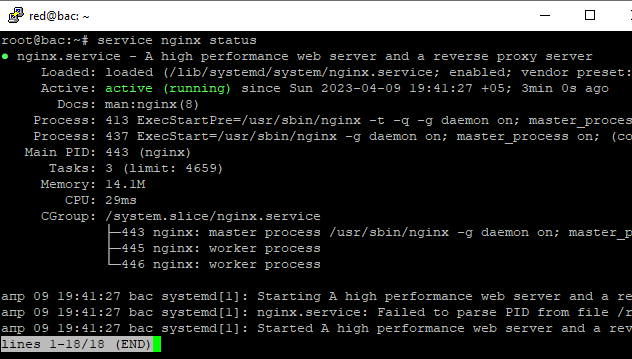 red@bac: ~
root@bac:~# service nginx status
● nginx.service - A high performance web server and a reverse proxy server
Loaded: loaded (/lib/systemd/system/nginx.service; enabled; vendor preset:
Active: active (running) since Sun 2023-04-09 19:41:27 +05; 3min 0s ago
Docs: man:nginx(8)
Process: 413 ExecStartPre=/usr/sbin/nginx -t -q -g daemon on; master_proces
Process: 437 ExecStart=/usr/sbin/nginx -g daemon on; master_process on; (co
Main PID: 443 (nginx)
Tasks: 3 (limit: 4659)
Memory: 14.1M
CPU: 29ms
CGroup: /system.slice/nginx.service
├─443 nginx: master process /usr/sbin/nginx -g daemon on; master_p
├─445 nginx: worker process
└─446 nginx: worker process
апр 09 19:41:27 bac systemd[1]: Starting A high performance web server and a re
апр 09 19:41:27 bac systemd[1]: nginx.service: Failed to parse PID from file /r
апр 09 19:41:27 bac systemd[1]: Started A high performance web server and a rev
lines 1-18/18 (END)